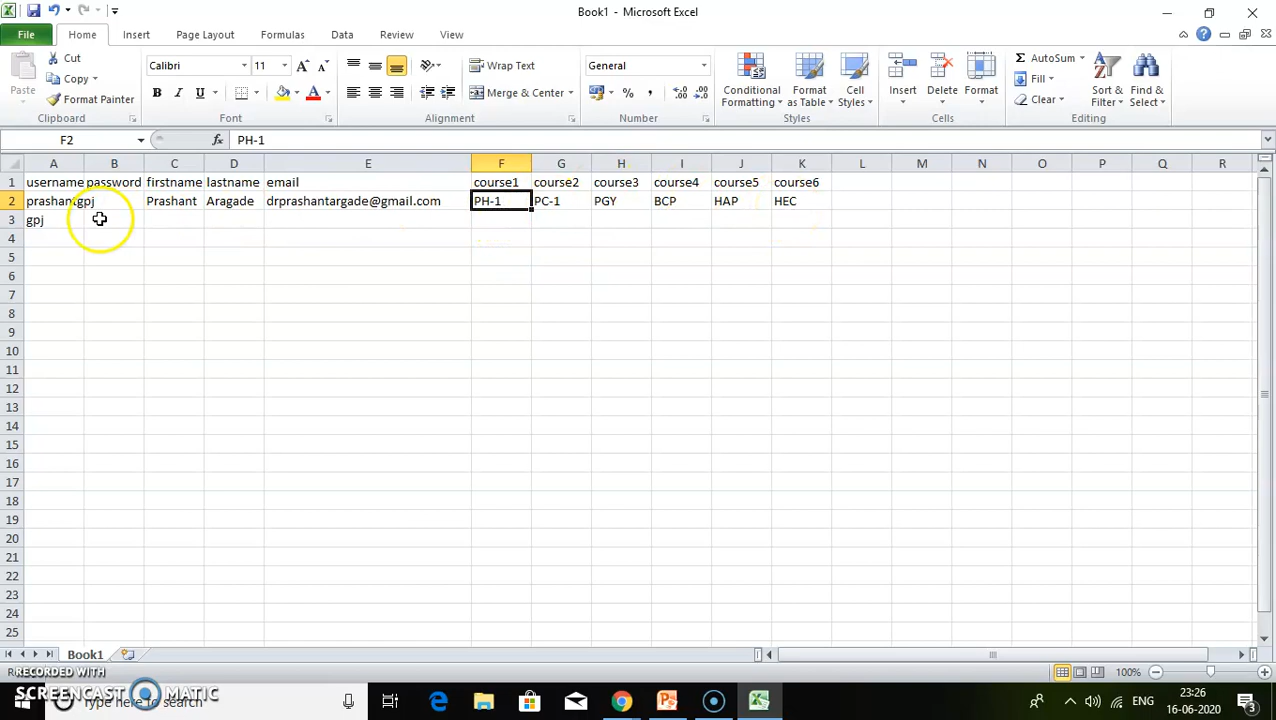 Book1 - Microsoft Excel
File Home Insert Page Layout Formulas Data Review View
Paste
Cut
Copy
Format Painter
Clipboard
Calibri 11
B I U
Font
Wrap Text
Merge & Center
Alignment
General
Number
Conditional Formatting
Format as Table
Cell Styles
Styles
Insert
Delete
Format
Cells
AutoSum
Fill
Clear
Sort & Filter
Find & Select
Editing
F2 fx PH-1
A B C D E F G H I J K L M N O P Q R
1 username password firstname lastname email course1 course2 course3 course4 course5 course6
2 prashant gpj Prashant Aragade drprashantargade@gmail.com PH-1 PC-1 PGY BCP HAP HEC
3 gpj
4
5
6
7
8
9
10
11
12
13
14
15
16
17
18
19
20
21
22
23
24
25
Book1
100%
RECORDED WITH
SCREENCAST MATIC
Type here to search
ENG
23:26
16-06-2020
3